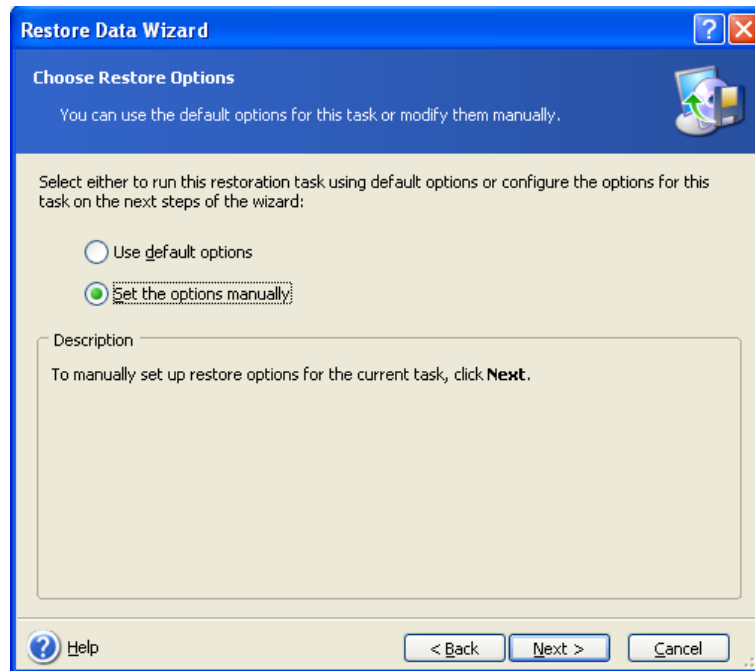 Restore Data Wizard
Choose Restore Options
You can use the default options for this task or modify them manually.
Select either to run this restoration task using default options or configure the options for this
task on the next steps of the wizard:
Use default options
Set the options manually
Description
To manually set up restore options for the current task, click Next.
Help
< Back
Next >
Cancel